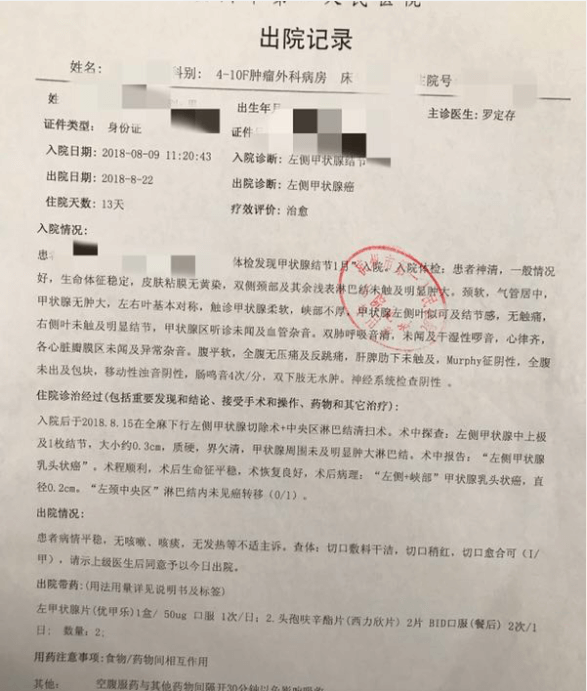 人民医院
出院记录
姓名: 科别: 4-10F肿瘤外科病房 床 住院号
姓 出生年月 主诊医生: 罗定存
证件类型: 身份证 证件
入院日期: 2018-08-09 11:20:43 入院诊断: 左侧甲状腺结节
出院日期: 2018-8-22 出院诊断: 左侧甲状腺癌
住院天数: 13天 疗效评价: 治愈
入院情况:
患 体检发现甲状腺结节1月”入院。入院体检: 患者神清, 一般情况
好, 生命体征稳定, 皮肤粘膜无黄染, 双侧颈部及其余浅表淋巴结未触及明显肿大。颈软, 气管居中,
甲状腺无肿大, 左右叶基本对称, 触诊甲状腺柔软, 峡部不厚, 甲状腺左侧叶似可及结节感, 无触痛,
右侧叶未触及明显结节, 甲状腺区听诊未闻及血管杂音。双肺呼吸音清, 未闻及干湿性啰音, 心律齐,
各心脏瓣膜区未闻及异常杂音。腹平软, 全腹无压痛及反跳痛, 肝脾肋下未触及, Murphy征阴性, 全腹
未出及包块, 移动性浊音阴性, 肠鸣音4次/分, 双下肢无水肿。神经系统检查阴性 。
住院诊治经过(包括重要发现和结论、接受手术和操作、药物和其它治疗):
入院后于2018.8.15在全麻下行左侧甲状腺切除术+中央区淋巴结清扫术。术中探查: 左侧甲状腺中上极
及1枚结节, 大小约0.3cm, 质硬, 界欠清, 甲状腺周围未及明显肿大淋巴结。术中报告: “左侧甲状腺
乳头状癌”。术程顺利, 术后生命征平稳, 术恢复良好, 术后病理: “左侧+峡部”甲状腺乳头状癌, 直
径0.2cm。“左颈中央区”淋巴结内未见癌转移 (0/1)。
出院情况:
患者病情平稳, 无咳嗽、咳痰, 无发热等不适主诉。查体: 切口敷料干洁, 切口稍红, 切口愈合可 (I/
甲), 请示上级医生后同意予以今日出院。
出院带药:(用法用量详见说明书及标签)
左甲状腺片(优甲乐)1盒/ 50ug 口服 1次/日; 2.头孢呋辛酯片(西力欣片) 2片 BID口服(餐后) 2次/1
日; 数量: 2;
用药注意事项:食物/药物间相互作用
其他: 空腹服药与其他药物间隔开30分钟以免影响吸收